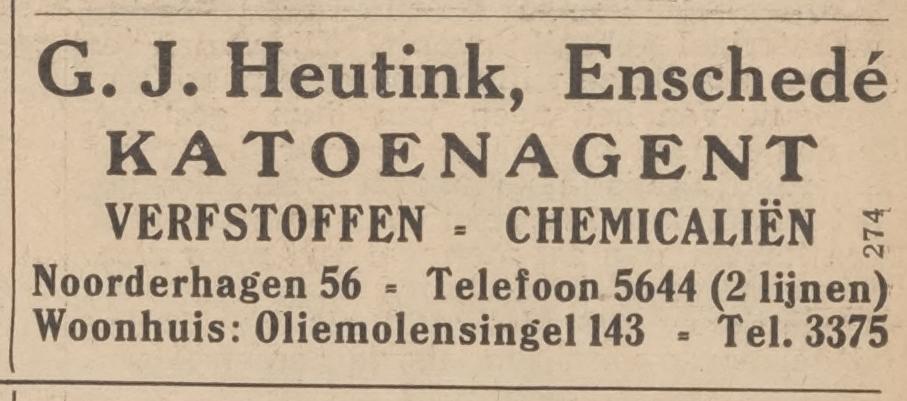 G. J. Heutink, Enschedé
KATOENAGENT
VERFSTOFFEN = CHEMICALIËN
274
Noorderhagen 56 = Telefoon 5644 (2 lijnen)
Woonhuis: Oliemolensingel 143 = Tel. 3375